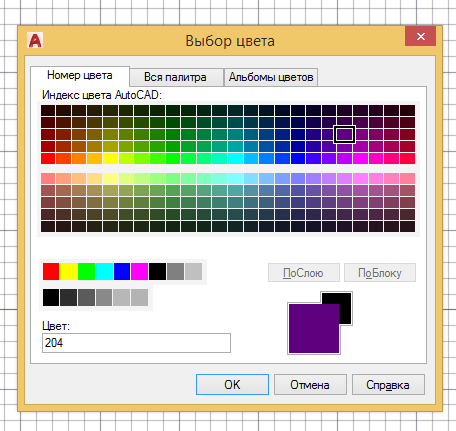 Выбор цвета
Номер цвета
Вся палитра
Альбомы цветов
Индекс цвета AutoCAD:
ПоСлою
ПоБлоку
Цвет:
204
OK
Отмена
Справка